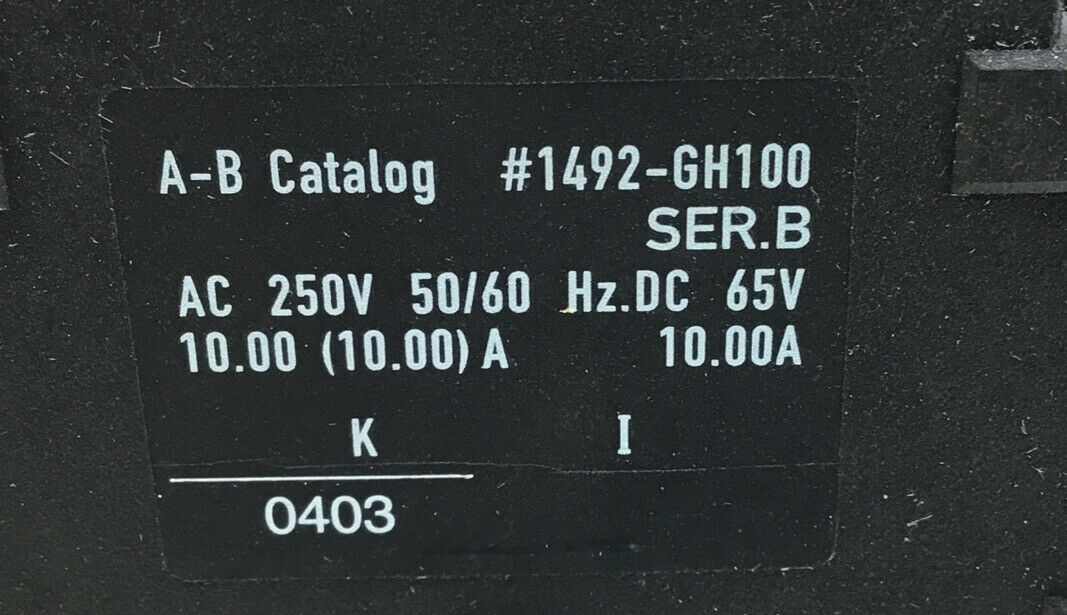 A-B Catalog #1492-GH100
SER.B
AC 250V 50/60 Hz.DC 65V
10.00 (10.00) A 10.00A
K I
0403